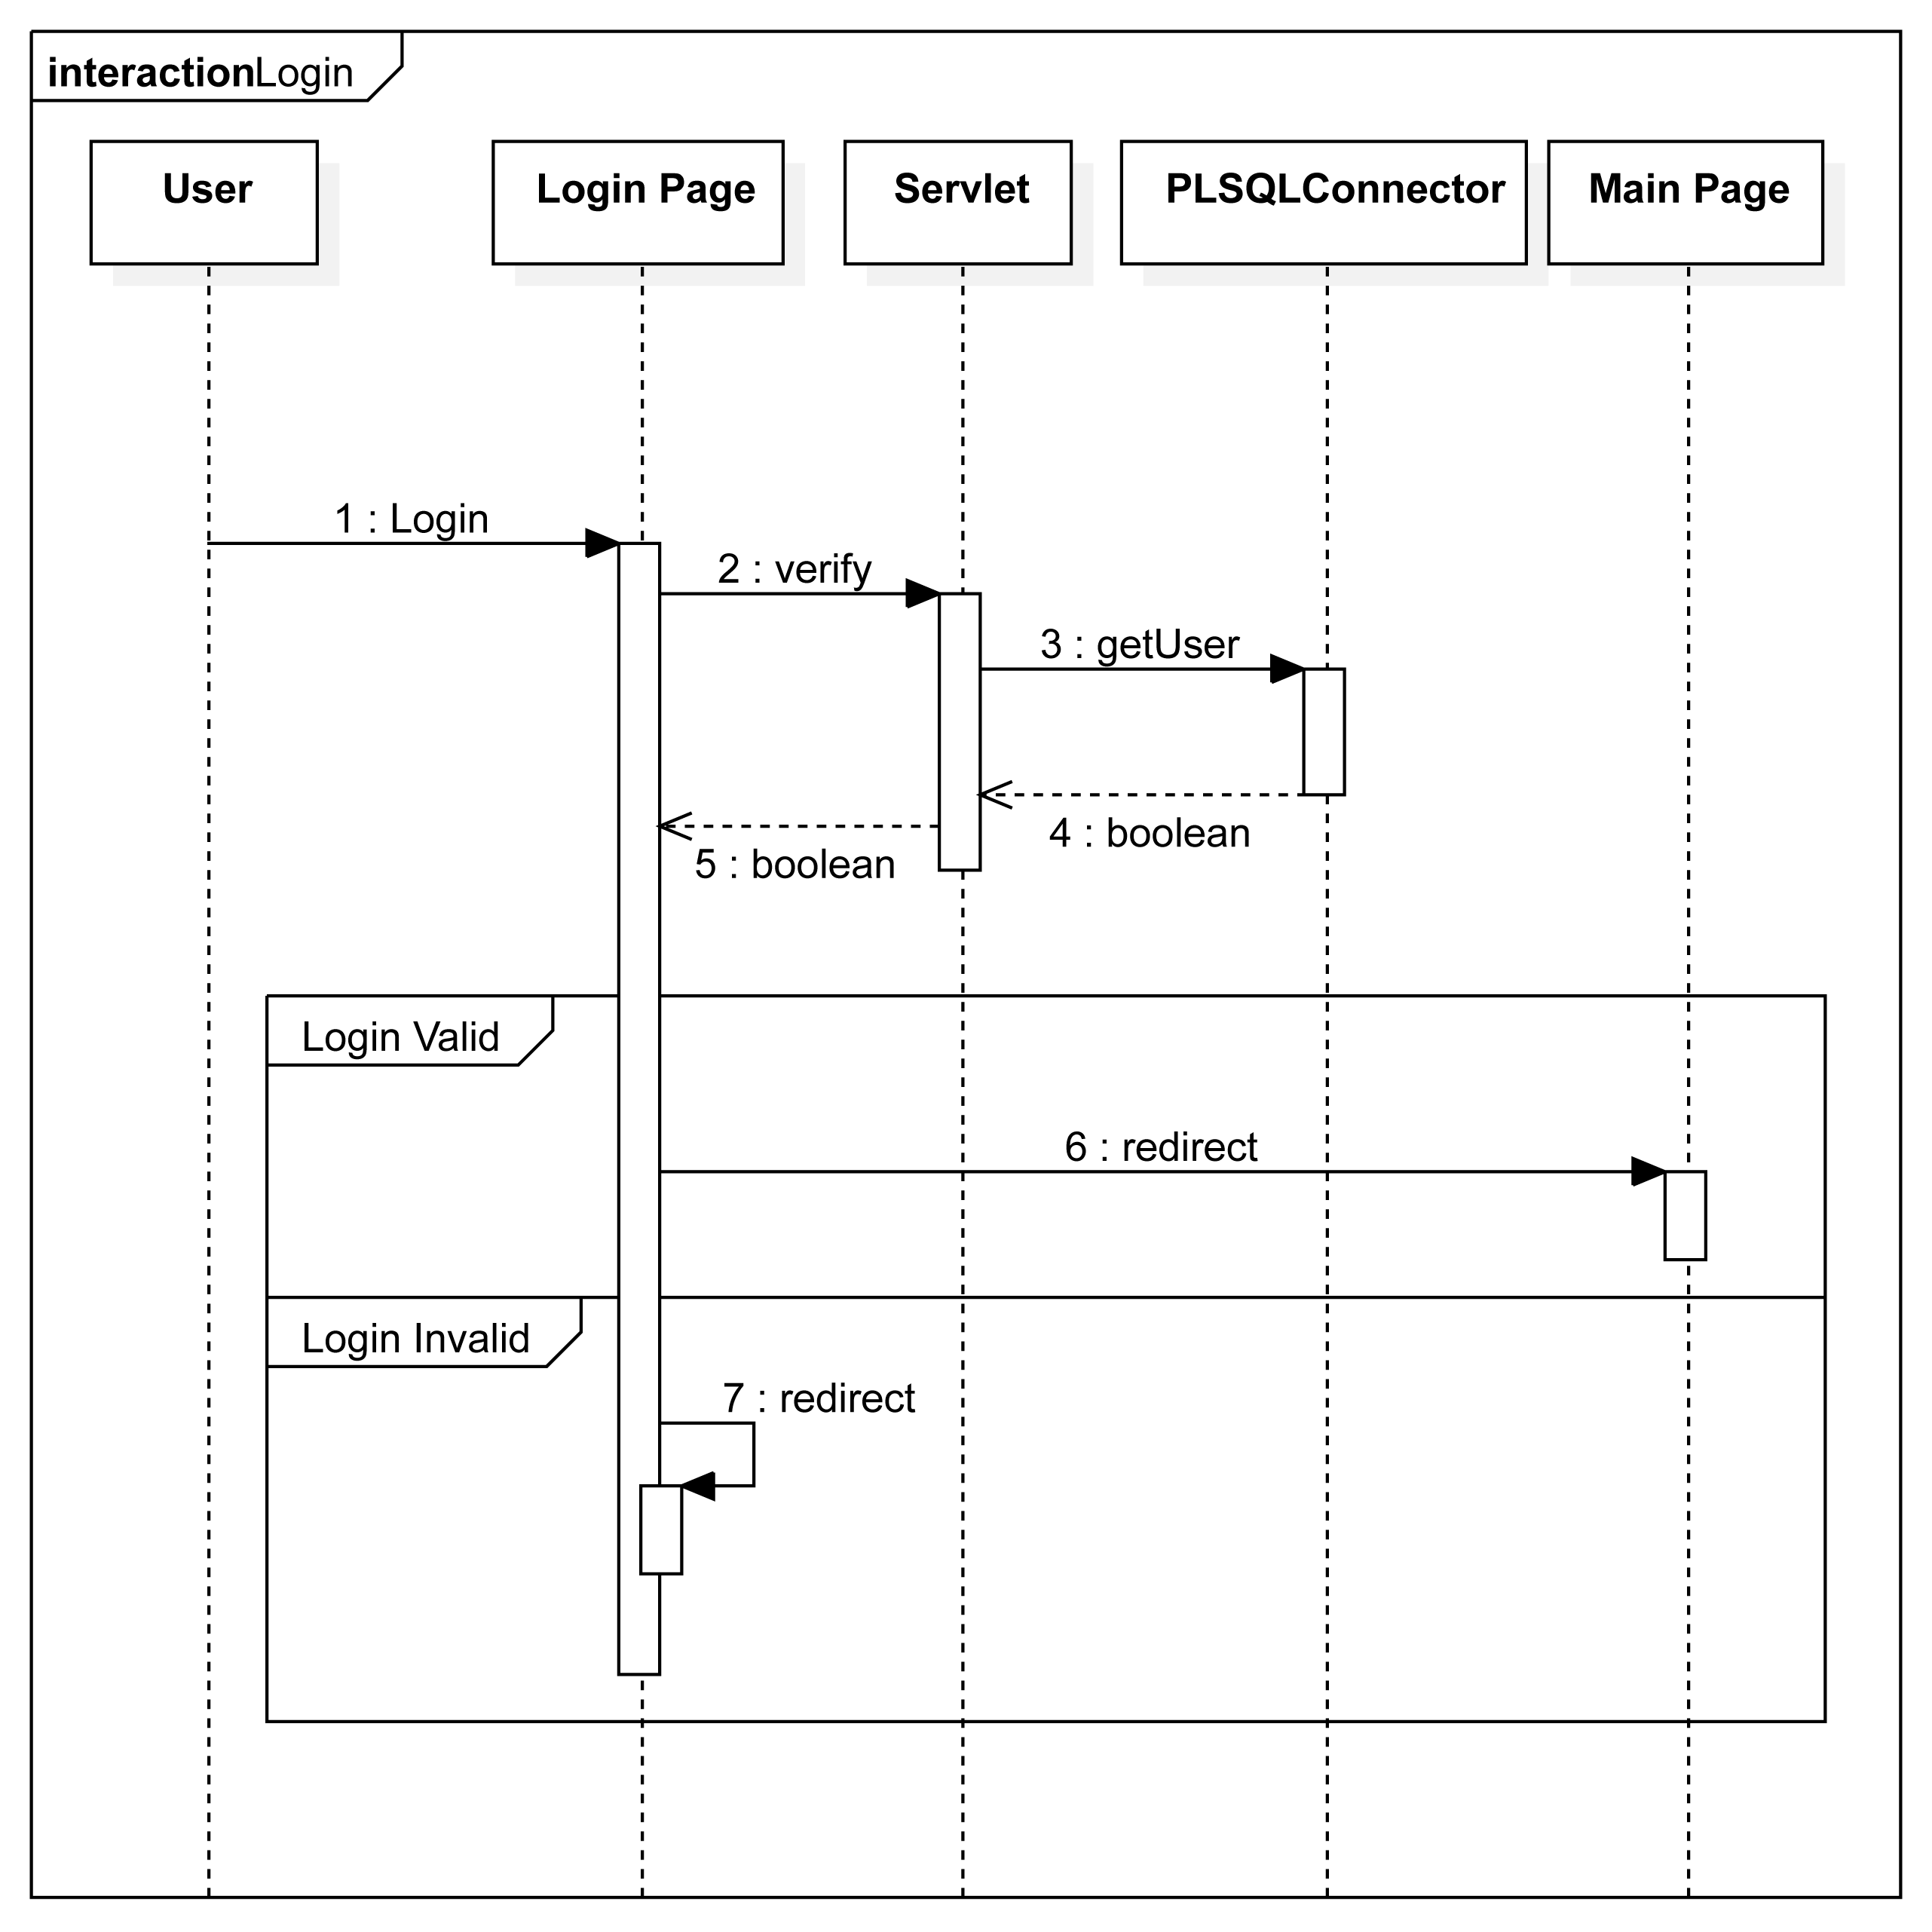 interactionLogin
User
Login Page
Servlet
PLSQLConnector
Main Page
1 : Login
2 : verify
3 : getUser
4 : boolean
5 : boolean
Login Valid
6 : redirect
Login Invalid
7 : redirect